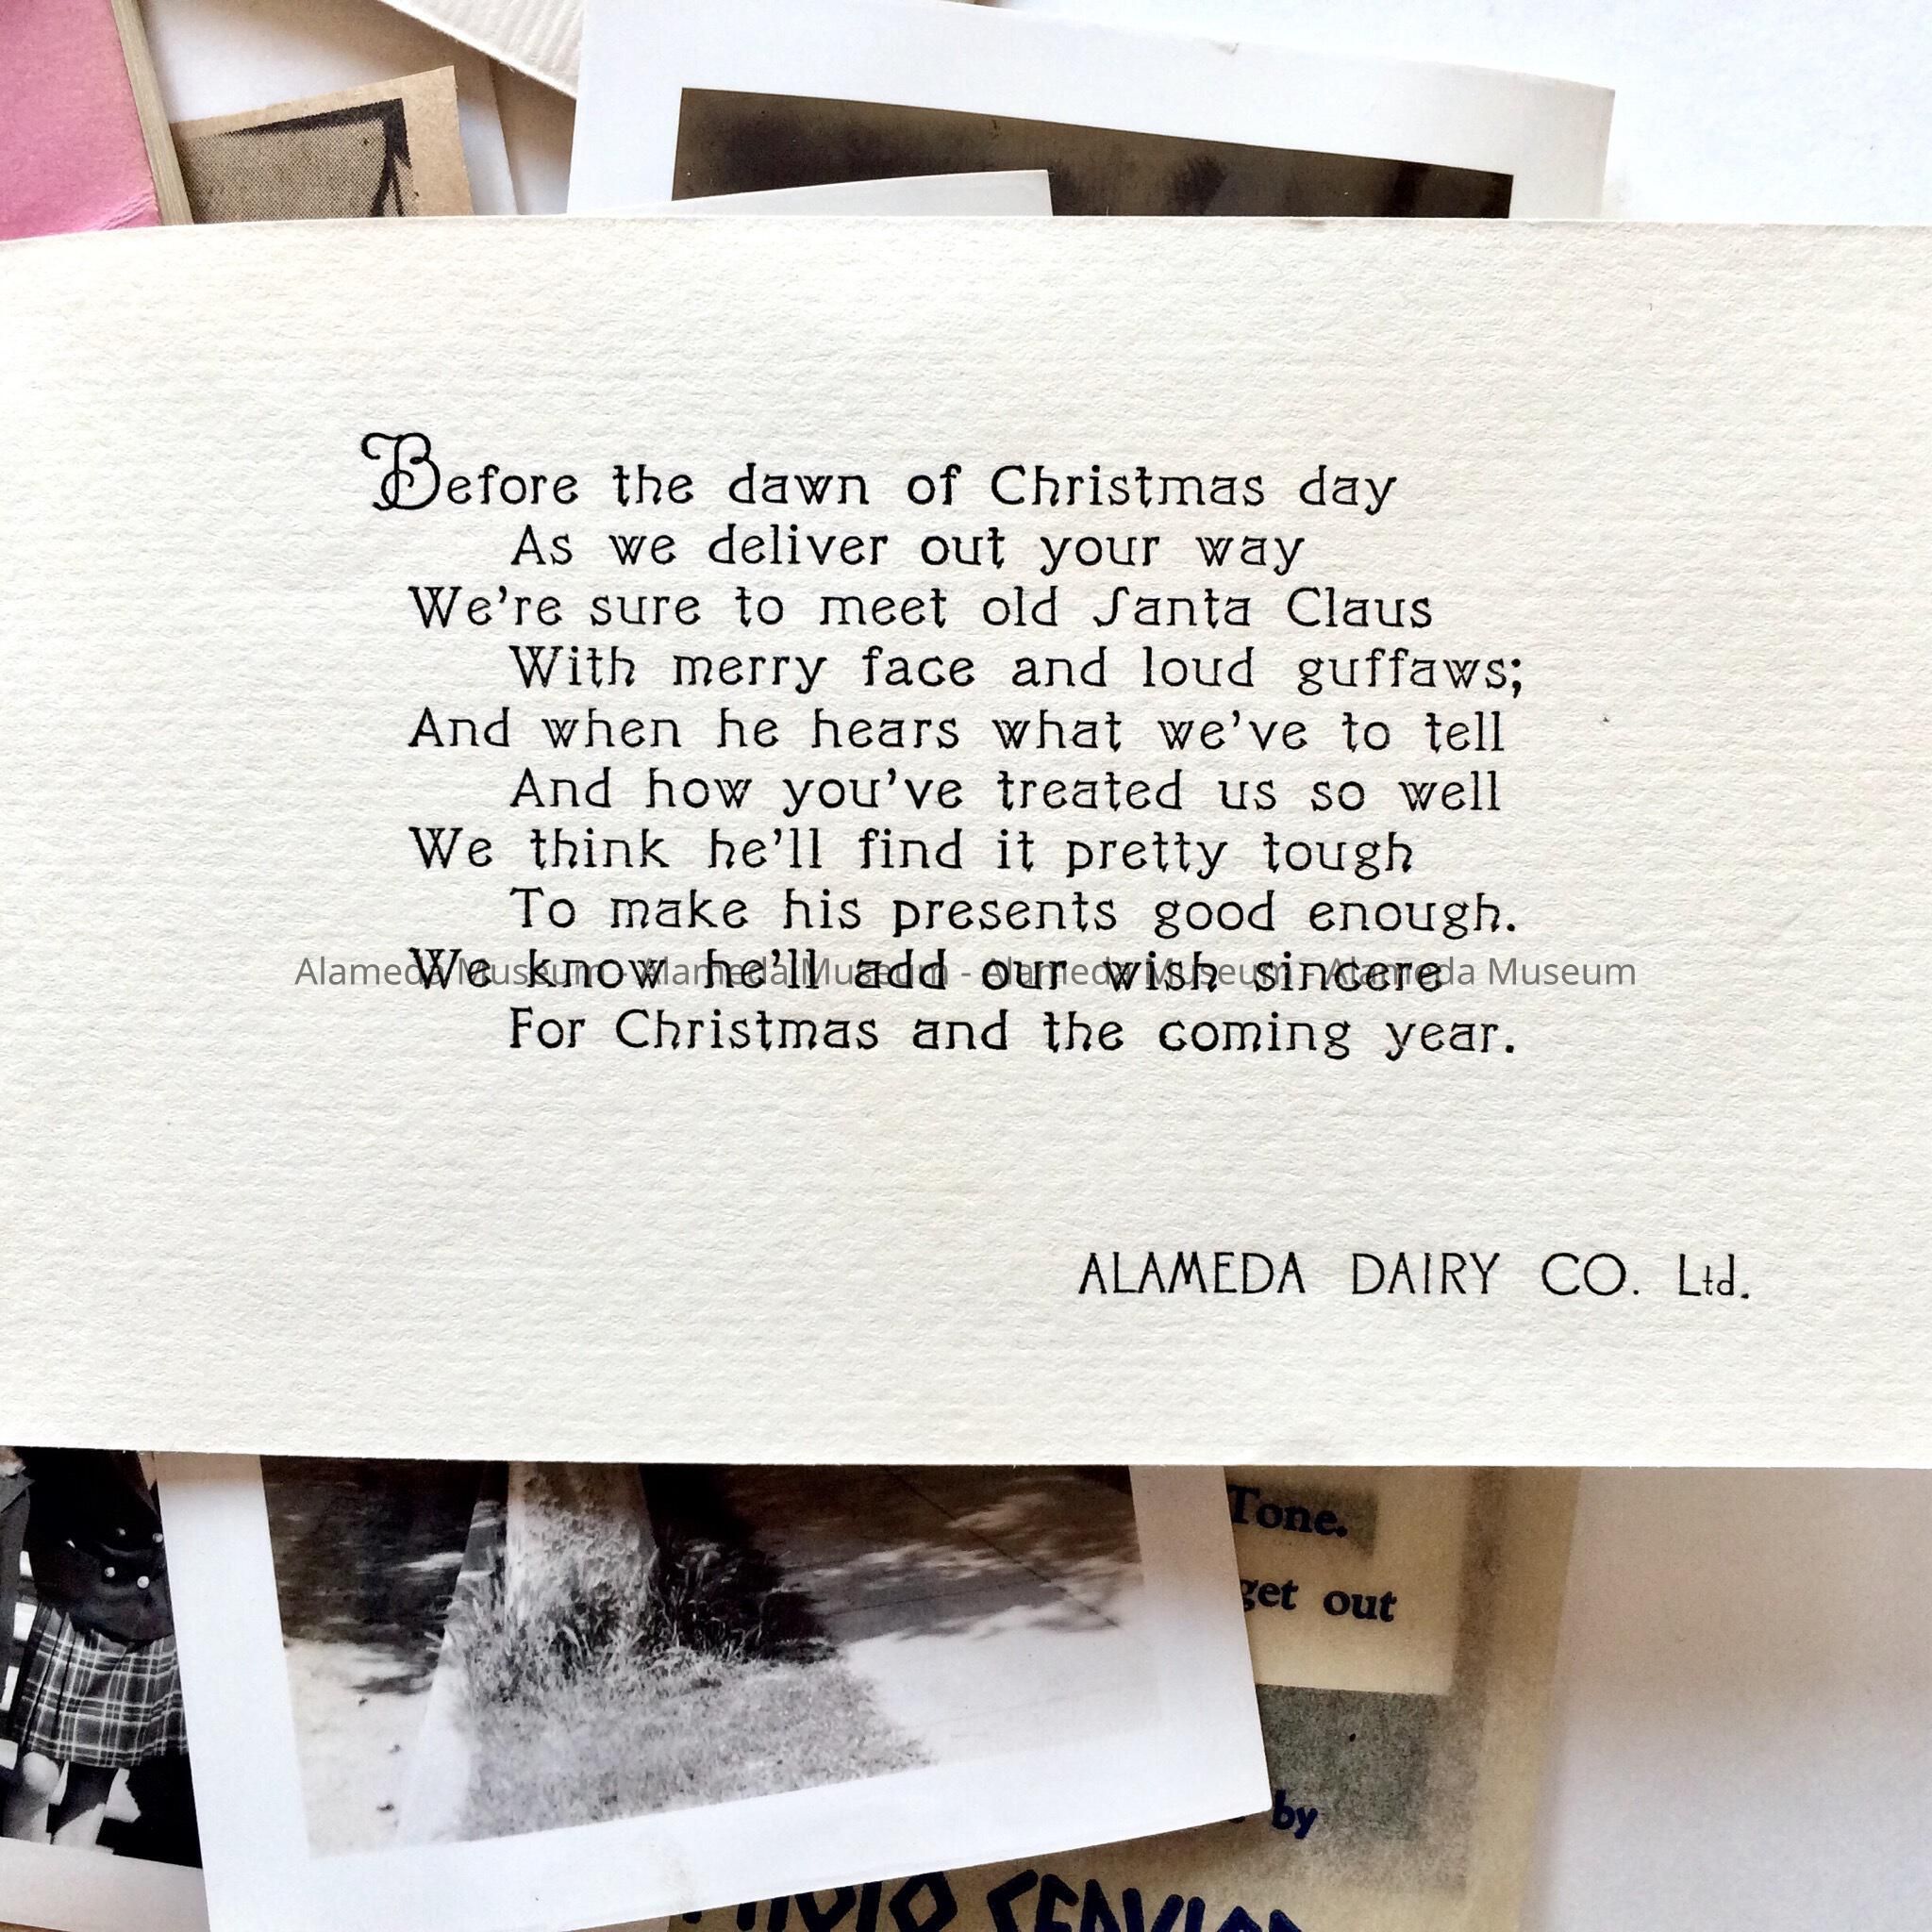 Before the dawn of Christmas day
As we deliver out your way
We're sure to meet old Santa Claus
With merry face and loud guffaws;
And when he hears what we've to tell
And how you've treated us so well
We think he'll find it pretty tough
To make his presents good enough.
We know he'll add our wish sincere
Alameda Museum - Alameda Museum - Alameda Museum - Alameda Museum
For Christmas and the coming year.
ALAMEDA DAIRY CO. Ltd.
Tone.
get out
by